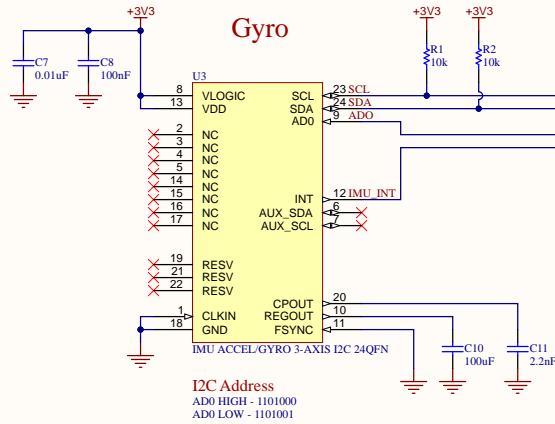 +3V3
Gyro
+3V3
+3V3
C7
0.01uF
C8
100nF
R1
10k
R2
10k
U3
8 VLOGIC
13 VDD
SCL 23 SCL
SDA 24 SDA
AD0 9 ADO
2 NC
3 NC
4 NC
5 NC
14 NC
15 NC
16 NC
17 NC
INT 12 IMU_INT
AUX_SDA 6
AUX_SCL 7
19 RESV
21 RESV
22 RESV
CPOUT 20
REGOUT 10
FSYNC 11
1 CLKIN
18 GND
IMU ACCEL/GYRO 3-AXIS I2C 24QFN
C10
100uF
C11
2.2nF
I2C Address
AD0 HIGH - 1101000
AD0 LOW - 1101001